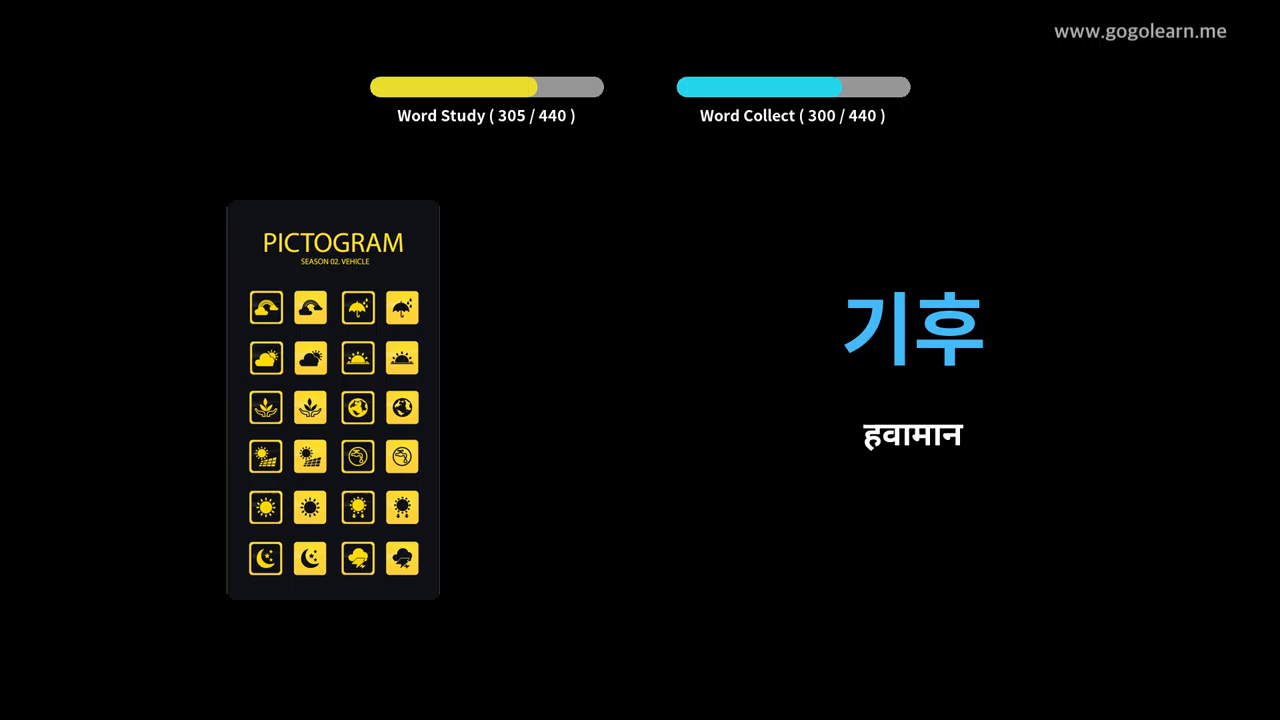 www.gogolearn.me
Word Study ( 305 / 440 )
Word Collect ( 300 / 440 )
PICTOGRAM
SEASON 02. VEHICLE
기후
हवामान